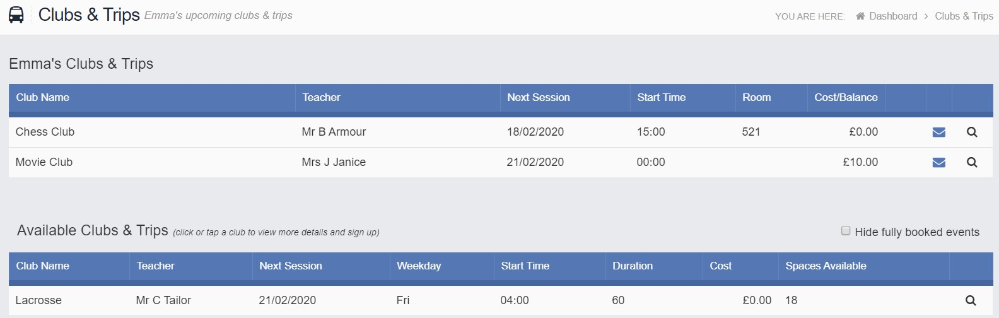 Clubs & Trips Emma's upcoming clubs & trips YOU ARE HERE: Dashboard > Clubs & Trips
Emma's Clubs & Trips
Club Name Teacher Next Session Start Time Room Cost/Balance
Chess Club Mr B Armour 18/02/2020 15:00 521 £0.00
Movie Club Mrs J Janice 21/02/2020 00:00 £10.00
Available Clubs & Trips (click or tap a club to view more details and sign up) Hide fully booked events
Club Name Teacher Next Session Weekday Start Time Duration Cost Spaces Available
Lacrosse Mr C Tailor 21/02/2020 Fri 04:00 60 £0.00 18